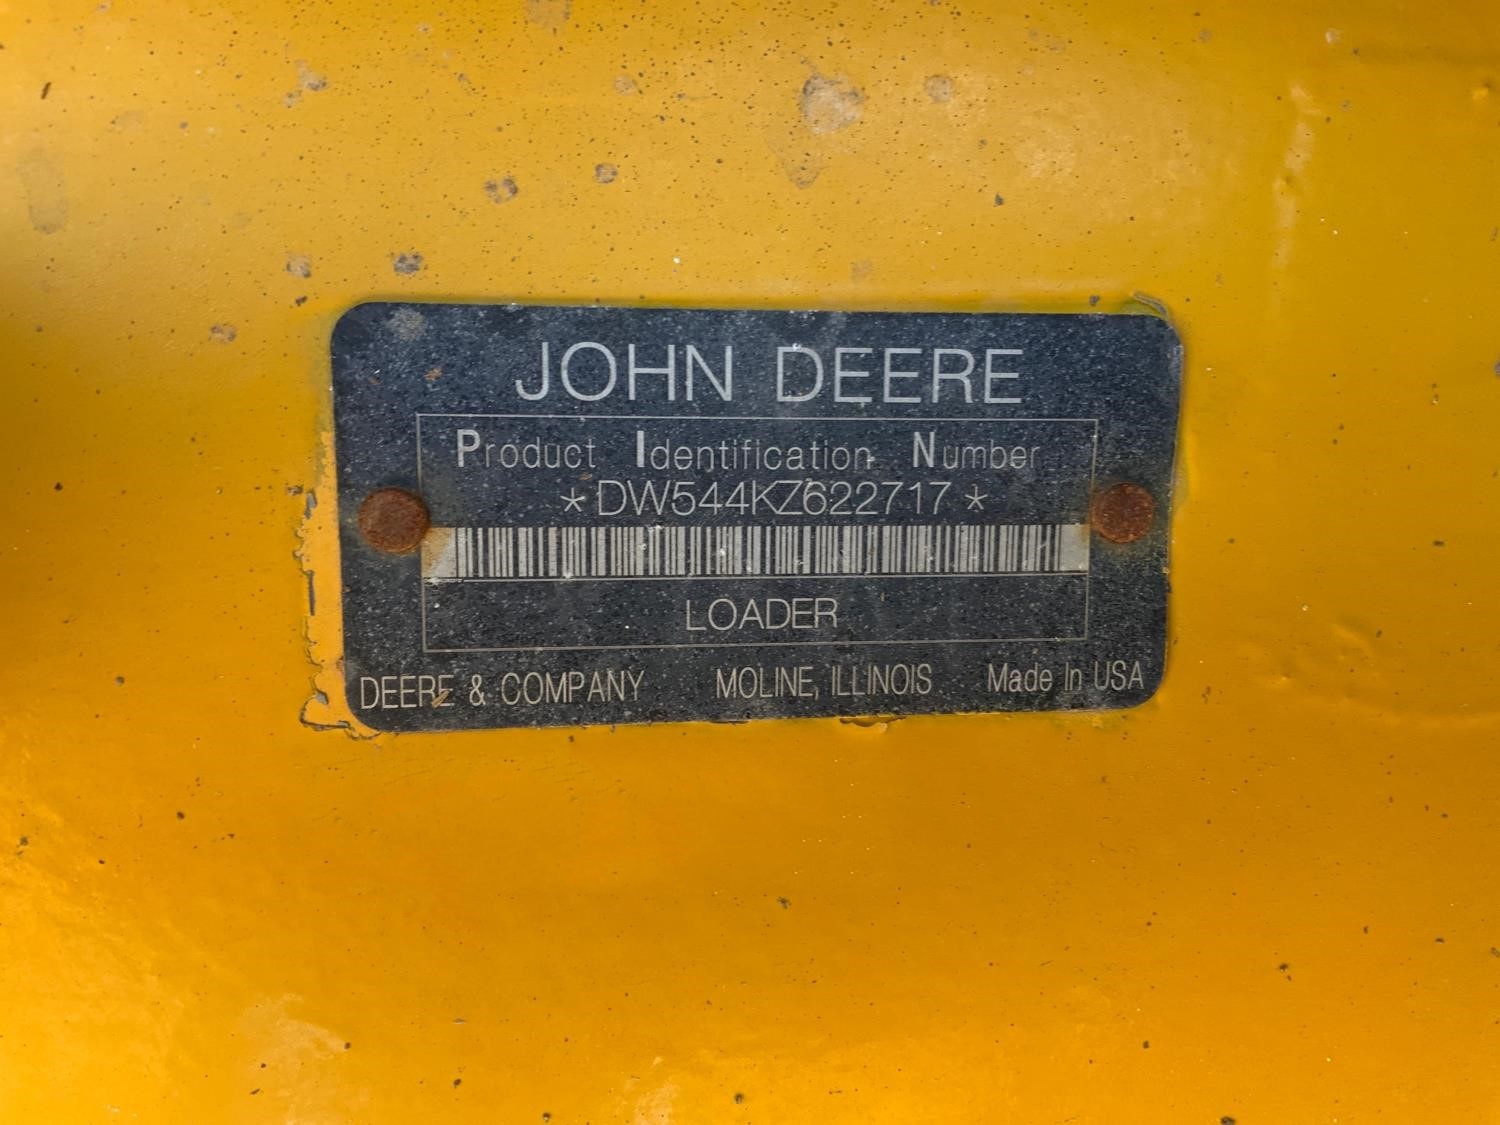 JOHN DEERE
Product Identification Number
*DW544KZ622717*
LOADER
DEERE & COMPANY MOLINE, ILLINOIS Made In USA